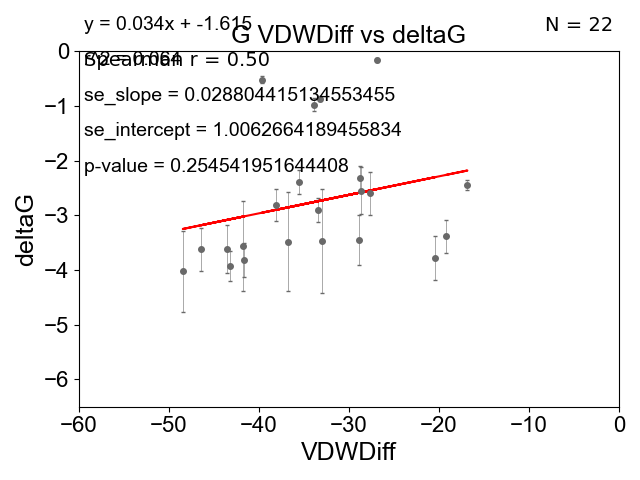 y = 0.034x + -1.615
N = 22
G VDWDiff vs deltaG
Spearman r = 0.50
se_slope = 0.028804415134553455
se_intercept = 1.0062664189455834
p-value = 0.254541951644408
deltaG
0
−1
−2
−3
−4
−5
−6
−60
−50
−40
−30
−20
−10
0
VDWDiff